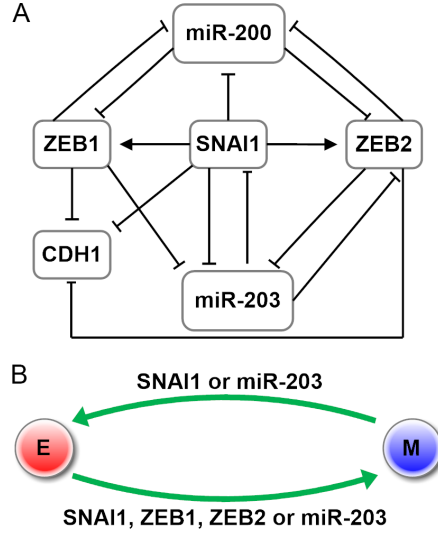 A
miR-200
ZEB1
SNAI1
ZEB2
CDH1
miR-203
B
SNAI1 or miR-203
E
M
SNAI1, ZEB1, ZEB2 or miR-203